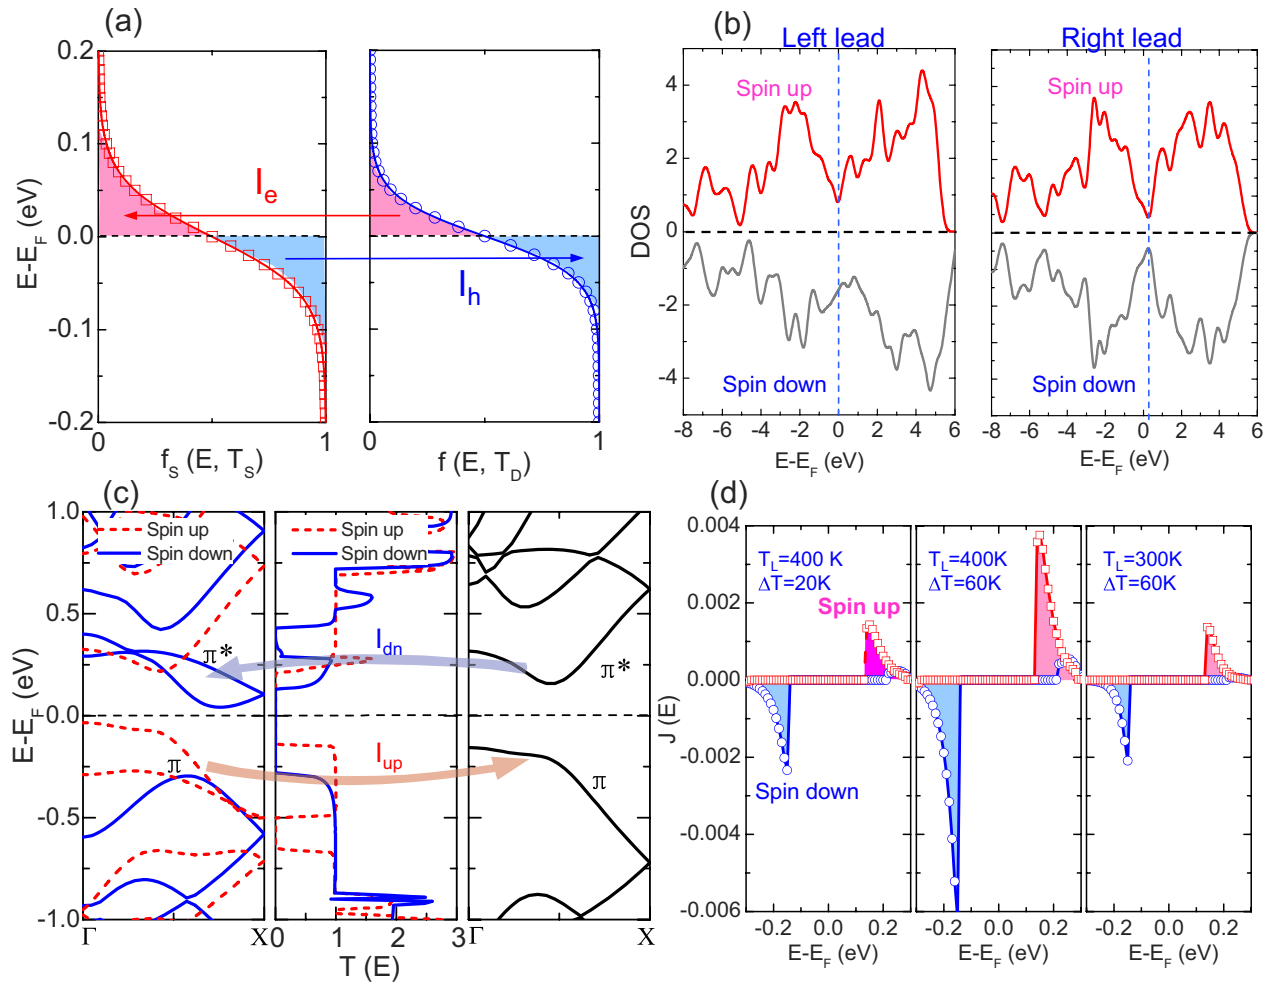 (a)
0.2
0.1
0.0
-0.1
-0.2
E-E_F (eV)
I_e
I_h
0 1
0 1
f_S (E, T_S)
f (E, T_D)
(b)
Left lead
Right lead
Spin up
Spin up
4
2
0
-2
-4
DOS
Spin down
Spin down
-8 -6 -4 -2 0 2 4 6
-8 -6 -4 -2 0 2 4 6
E-E_F (eV)
E-E_F (eV)
(c)
1.0
0.5
0.0
-0.5
-1.0
E-E_F (eV)
Spin up
Spin down
Spin up
Spin down
π*
I_dn
π*
π
I_up
π
Γ X
0 1 2 3
Γ X
T (E)
(d)
0.004
0.002
0.000
-0.002
-0.004
-0.006
J (E)
T_L=400 K
ΔT=20K
Spin up
Spin down
T_L=400K
ΔT=60K
T_L=300K
ΔT=60K
-0.2 0.0 0.2
-0.2 0.0 0.2
-0.2 0.0 0.2
E-E_F (eV)
E-E_F (eV)
E-E_F (eV)